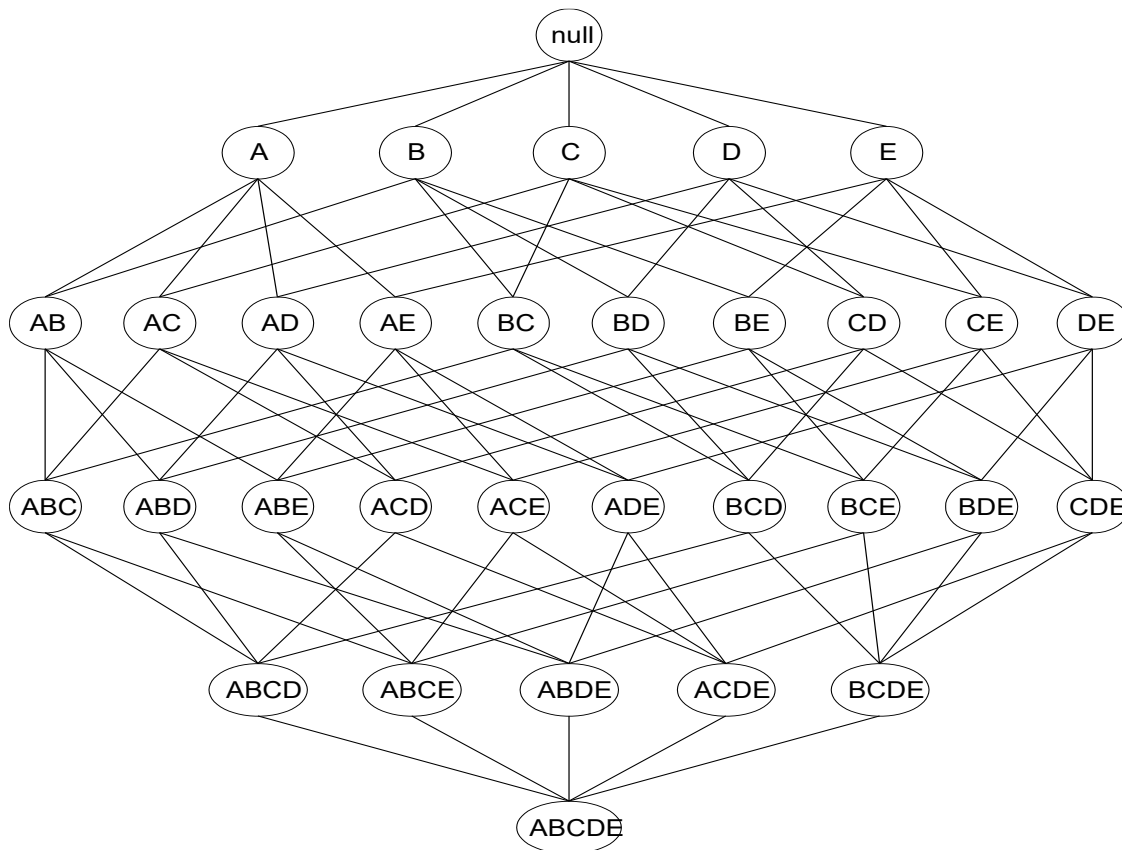 null
A B C D E
AB AC AD AE BC BD BE CD CE DE
ABC ABD ABE ACD ACE ADE BCD BCE BDE CDE
ABCD ABCE ABDE ACDE BCDE
ABCDE